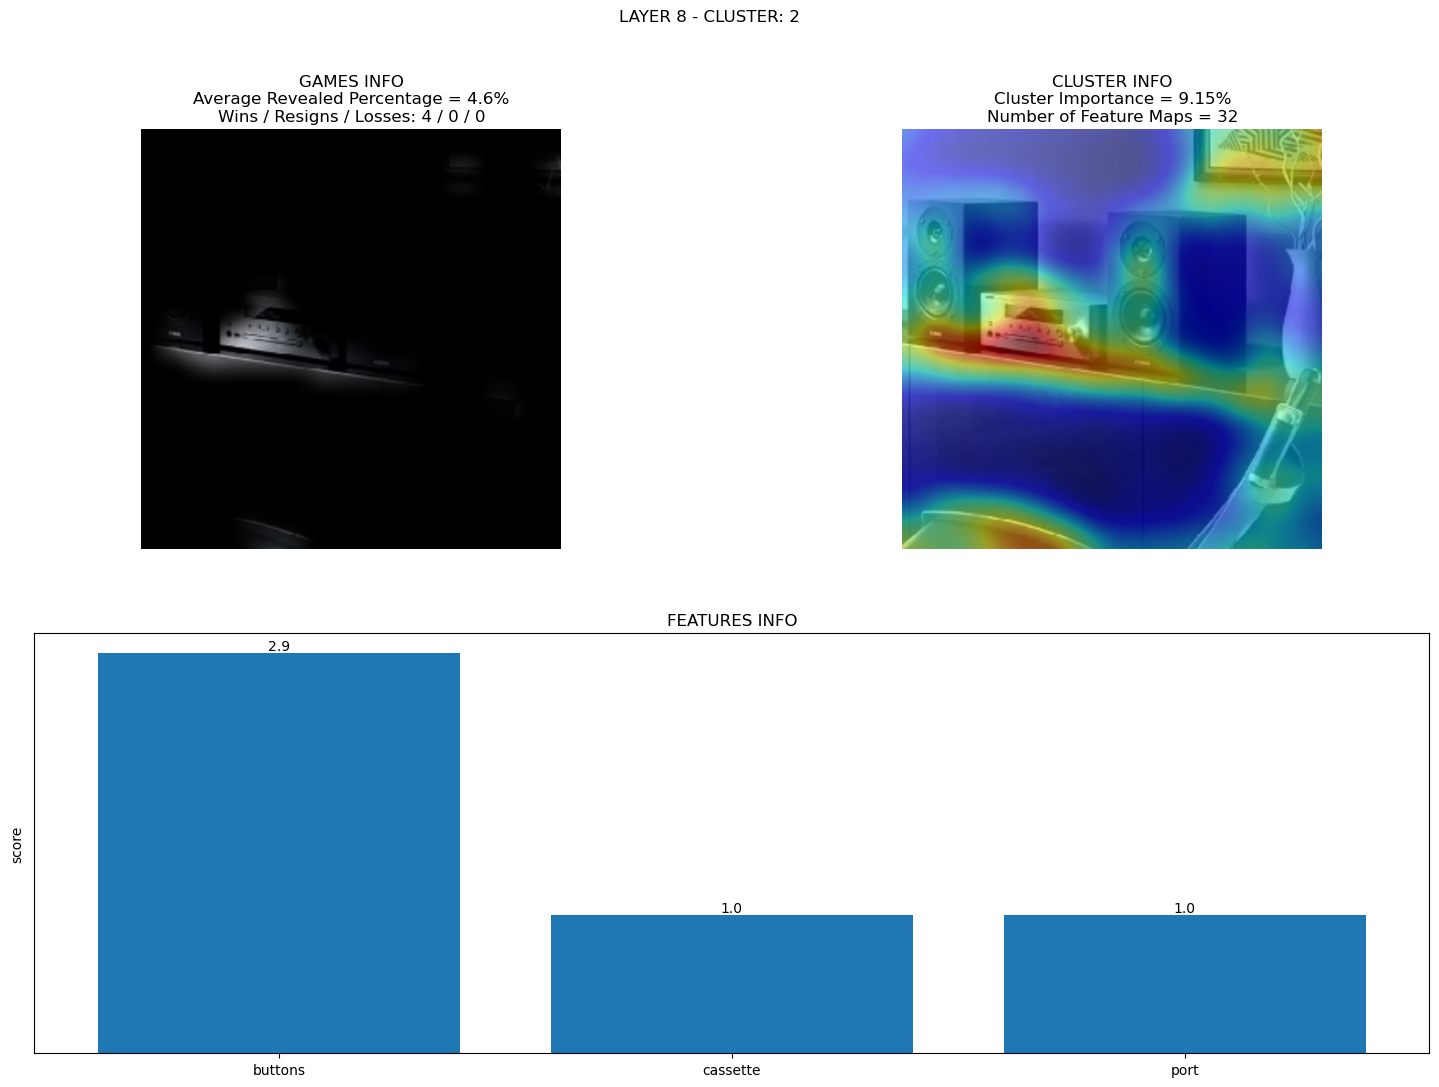 LAYER 8 - CLUSTER: 2
GAMES INFO
Average Revealed Percentage = 4.6%
Wins / Resigns / Losses: 4 / 0 / 0
CLUSTER INFO
Cluster Importance = 9.15%
Number of Feature Maps = 32
FEATURES INFO
score
2.9
1.0
1.0
buttons
cassette
port